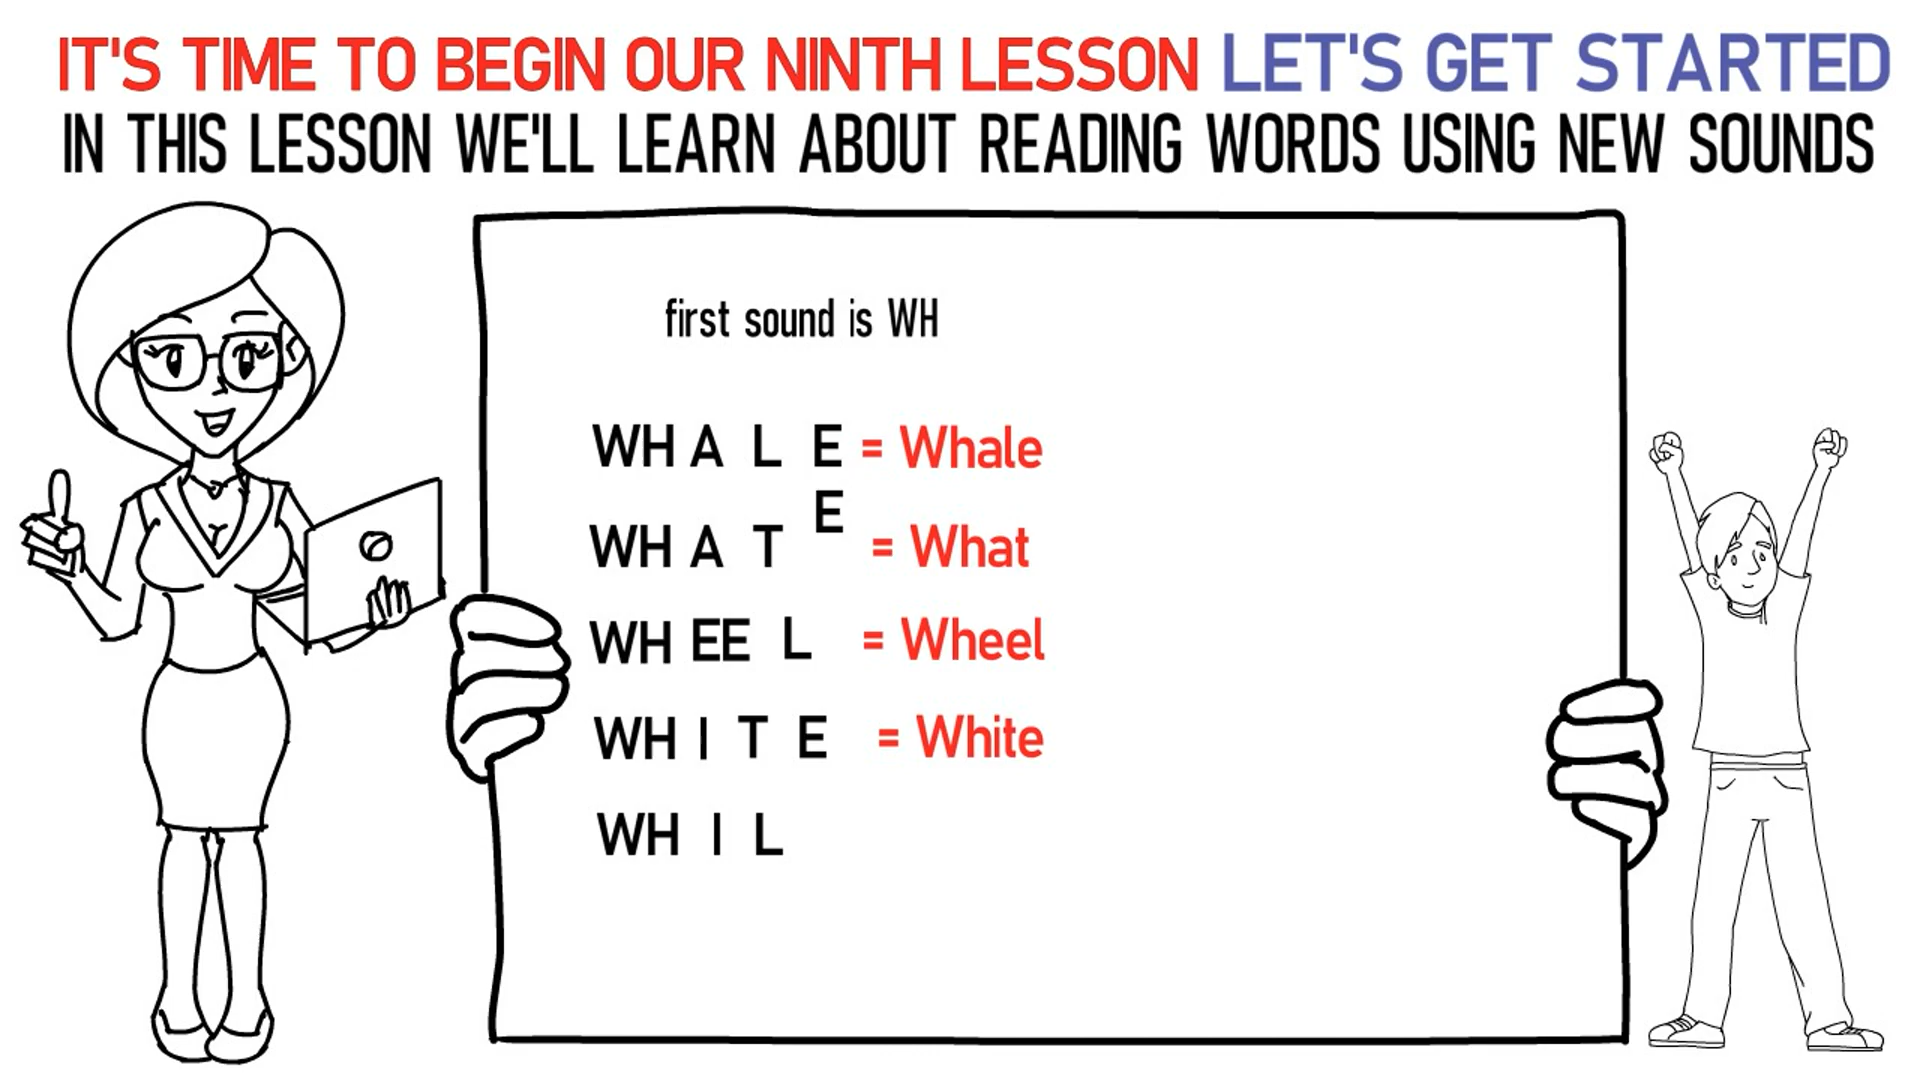 IT'S TIME TO BEGIN OUR NINTH LESSON LET'S GET STARTED
IN THIS LESSON WE'LL LEARN ABOUT READING WORDS USING NEW SOUNDS
first sound is WH
WH A L E = Whale
E
WH A T = What
WH EE L = Wheel
WH I T E = White
WH I L